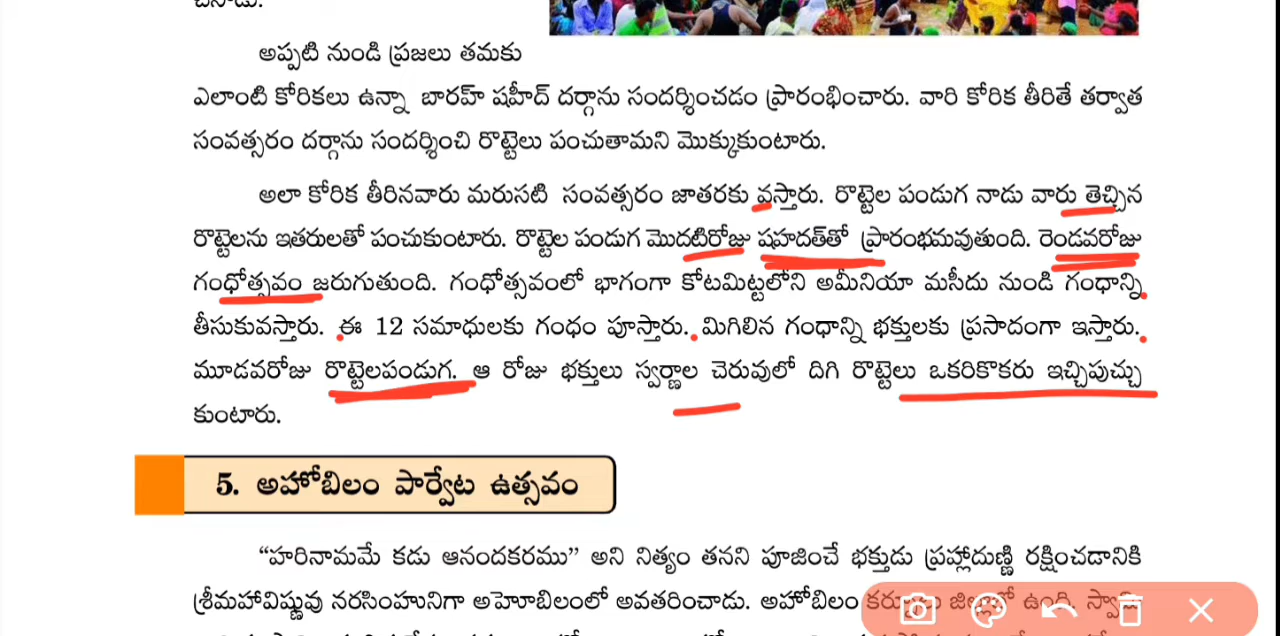 అప్పటి నుండి ప్రజలు తమకు
ఎలాంటి కోరికలు ఉన్నా బారహ్ షహీద్ దర్గాను సందర్శించడం ప్రారంభించారు. వారి కోరిక తీరితే తర్వాత
సంవత్సరం దర్గాను సందర్శించి రొట్టెలు పంచుతామని మొక్కుకుంటారు.
అలా కోరిక తీరినవారు మరుసటి సంవత్సరం జాతరకు వస్తారు. రొట్టెల పండుగ నాడు వారు తెచ్చిన
రొట్టెలను ఇతరులతో పంచుకుంటారు. రొట్టెల పండుగ మొదటిరోజు షహదత్‌తో ప్రారంభమవుతుంది. రెండవరోజు
గంధోత్సవం జరుగుతుంది. గంధోత్సవంలో భాగంగా కోటమిట్టలోని అమీనియా మసీదు నుండి గంధాన్ని
తీసుకువస్తారు. ఈ 12 సమాధులకు గంధం పూస్తారు. మిగిలిన గంధాన్ని భక్తులకు ప్రసాదంగా ఇస్తారు.
మూడవరోజు రొట్టెలపండుగ. ఆ రోజు భక్తులు స్వర్ణాల చెరువులో దిగి రొట్టెలు ఒకరికొకరు ఇచ్చిపుచ్చు
కుంటారు.
5. అహోబిలం పార్వేట ఉత్సవం
“హరినామమే కడు ఆనందకరము” అని నిత్యం తనని పూజించే భక్తుడు ప్రహ్లాదుణ్ణి రక్షించడానికి
శ్రీమహావిష్ణువు నరసింహునిగా అహెూబిలంలో అవతరించాడు. అహోబిలం కర్నూలు జిల్లాలో ఉంది.